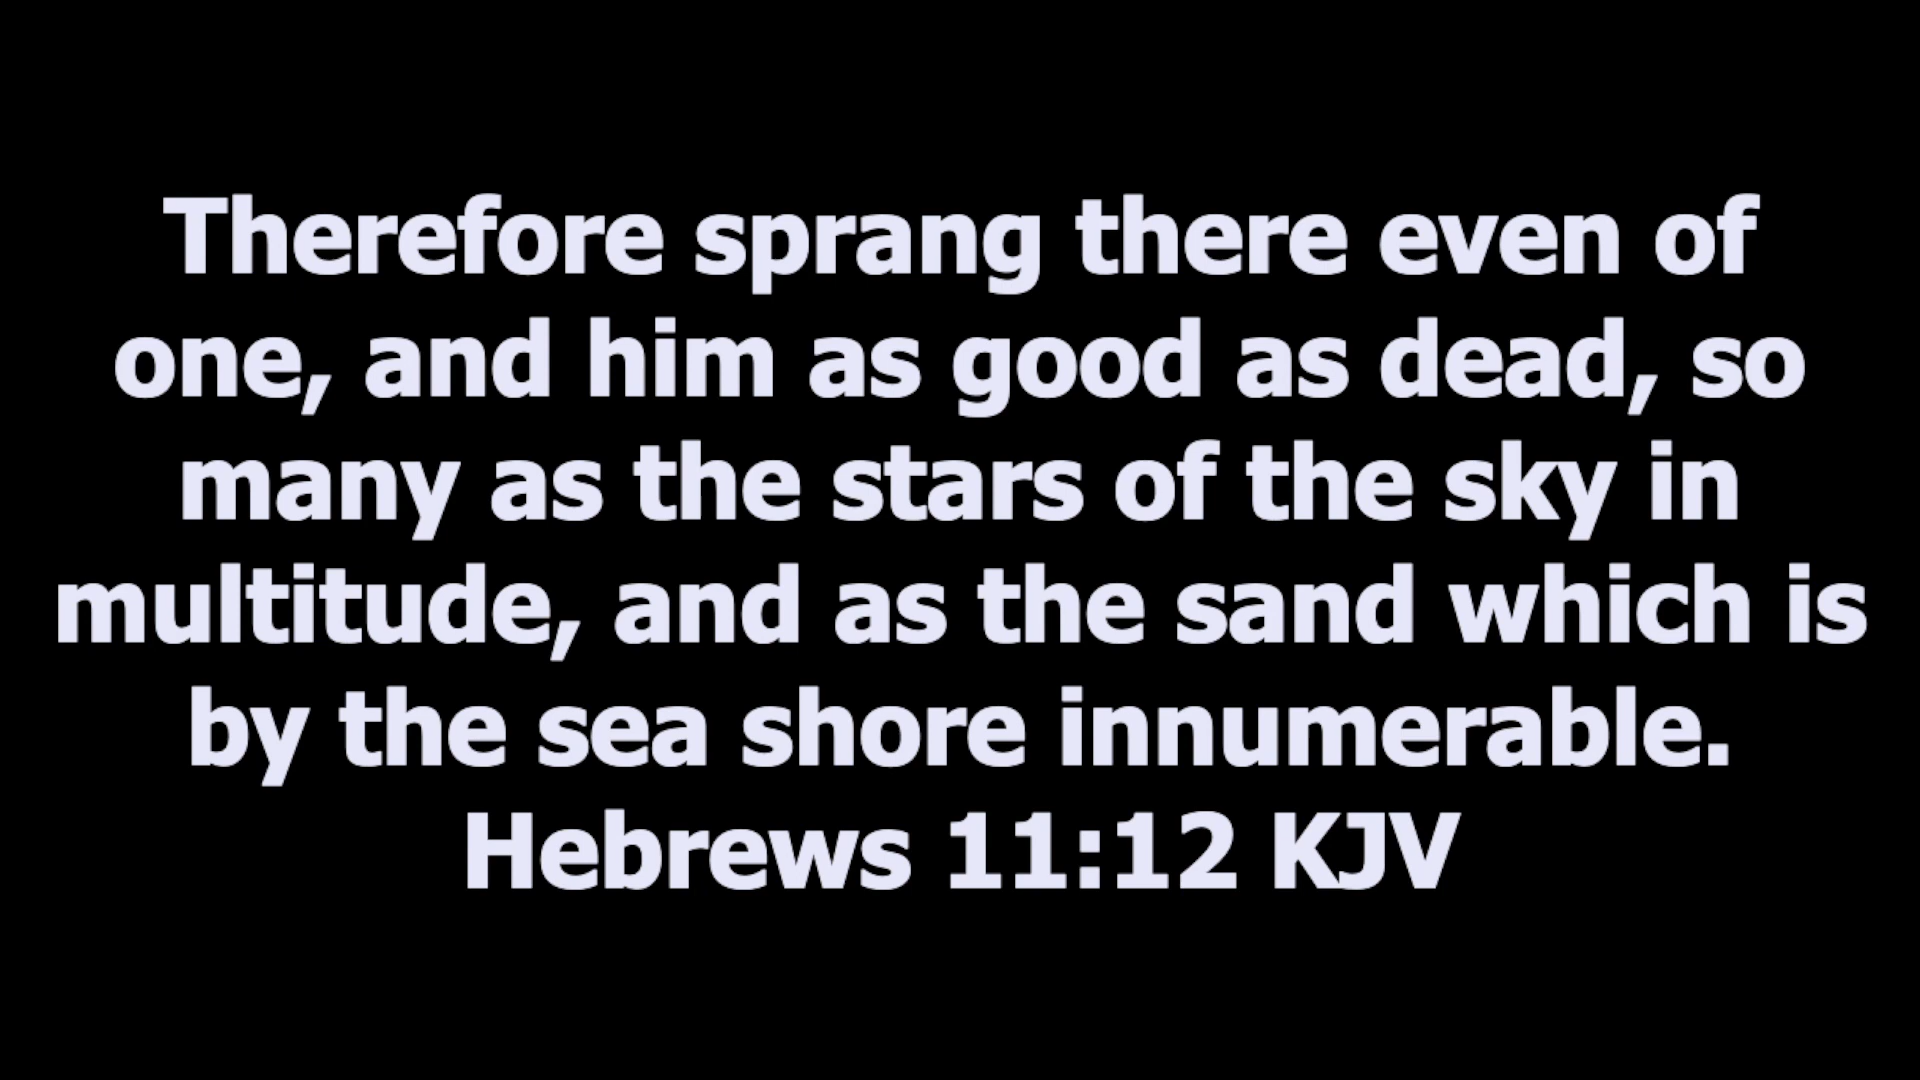 Therefore sprang there even of
one, and him as good as dead, so
many as the stars of the sky in
multitude, and as the sand which is
by the sea shore innumerable.
Hebrews 11:12 KJV